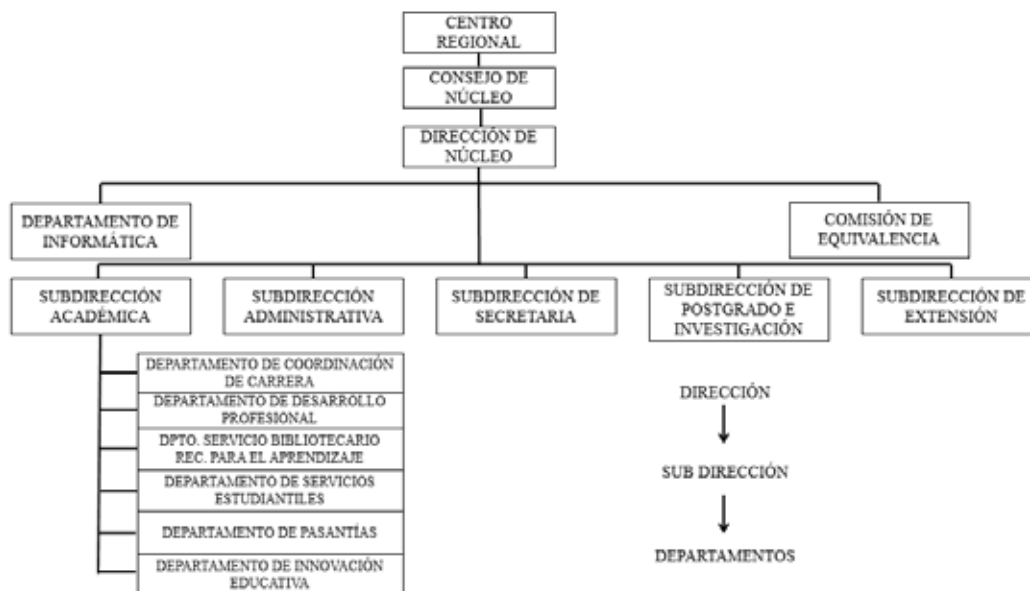 CENTRO
REGIONAL
CONSEJO DE
NÚCLEO
DIRECCIÓN DE
NÚCLEO
DEPARTAMENTO DE
INFORMÁTICA
COMISIÓN DE
EQUIVALENCIA
SUBDIRECCIÓN
ACADÉMICA
SUBDIRECCIÓN
ADMINISTRATIVA
SUBDIRECCIÓN DE
SECRETARIA
SUBDIRECCIÓN DE
POSTGRADO E
INVESTIGACIÓN
SUBDIRECCIÓN DE
EXTENSIÓN
DEPARTAMENTO DE COORDINACIÓN
DE CARRERA
DEPARTAMENTO DE DESARROLLO
PROFESIONAL
DPTO. SERVICIO BIBLIOTECARIO
REC. PARA EL APRENDIZAJE
DEPARTAMENTO DE SERVICIOS
ESTUDIANTILES
DEPARTAMENTO DE PASANTÍAS
DEPARTAMENTO DE INNOVACIÓN
EDUCATIVA
DIRECCIÓN
SUB DIRECCIÓN
DEPARTAMENTOS